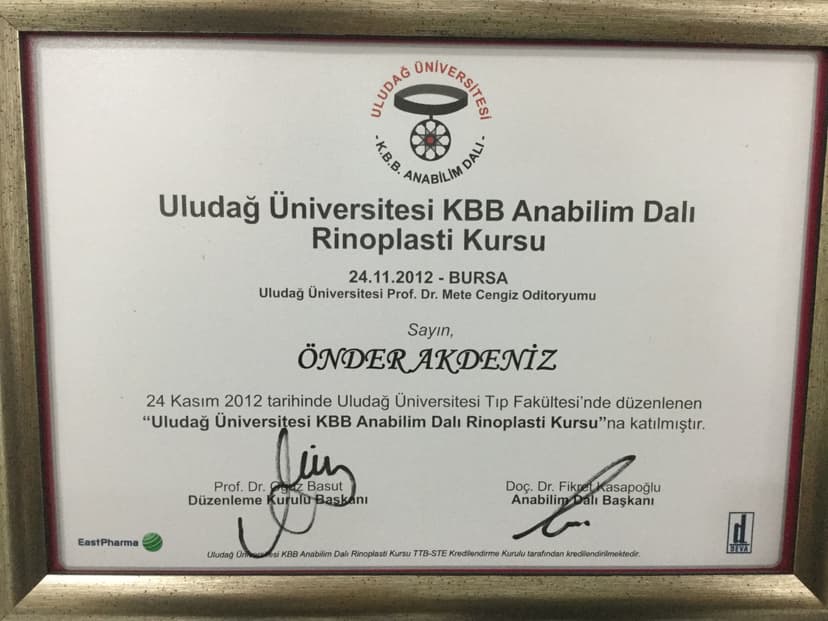 ULUDAĞ ÜNİVERSİTESİ
- K.B.B. ANABİLİM DALI -
Uludağ Üniversitesi KBB Anabilim Dalı
Rinoplasti Kursu
24.11.2012 - BURSA
Uludağ Üniversitesi Prof. Dr. Mete Cengiz Oditoryumu
Sayın,
ÖNDER AKDENİZ
24 Kasım 2012 tarihinde Uludağ Üniversitesi Tıp Fakültesi’nde düzenlenen
“Uludağ Üniversitesi KBB Anabilim Dalı Rinoplasti Kursu”na katılmıştır.
Prof. Dr. Oğuz Basut
Düzenleme Kurulu Başkanı
Doç. Dr. Fikret Kasapoğlu
Anabilim Dalı Başkanı
EastPharma
DEVA
Uludağ Üniversitesi KBB Anabilim Dalı Rinoplasti Kursu TTB-STE Kredilendirme Kurulu tarafından kredilendirilmektedir.